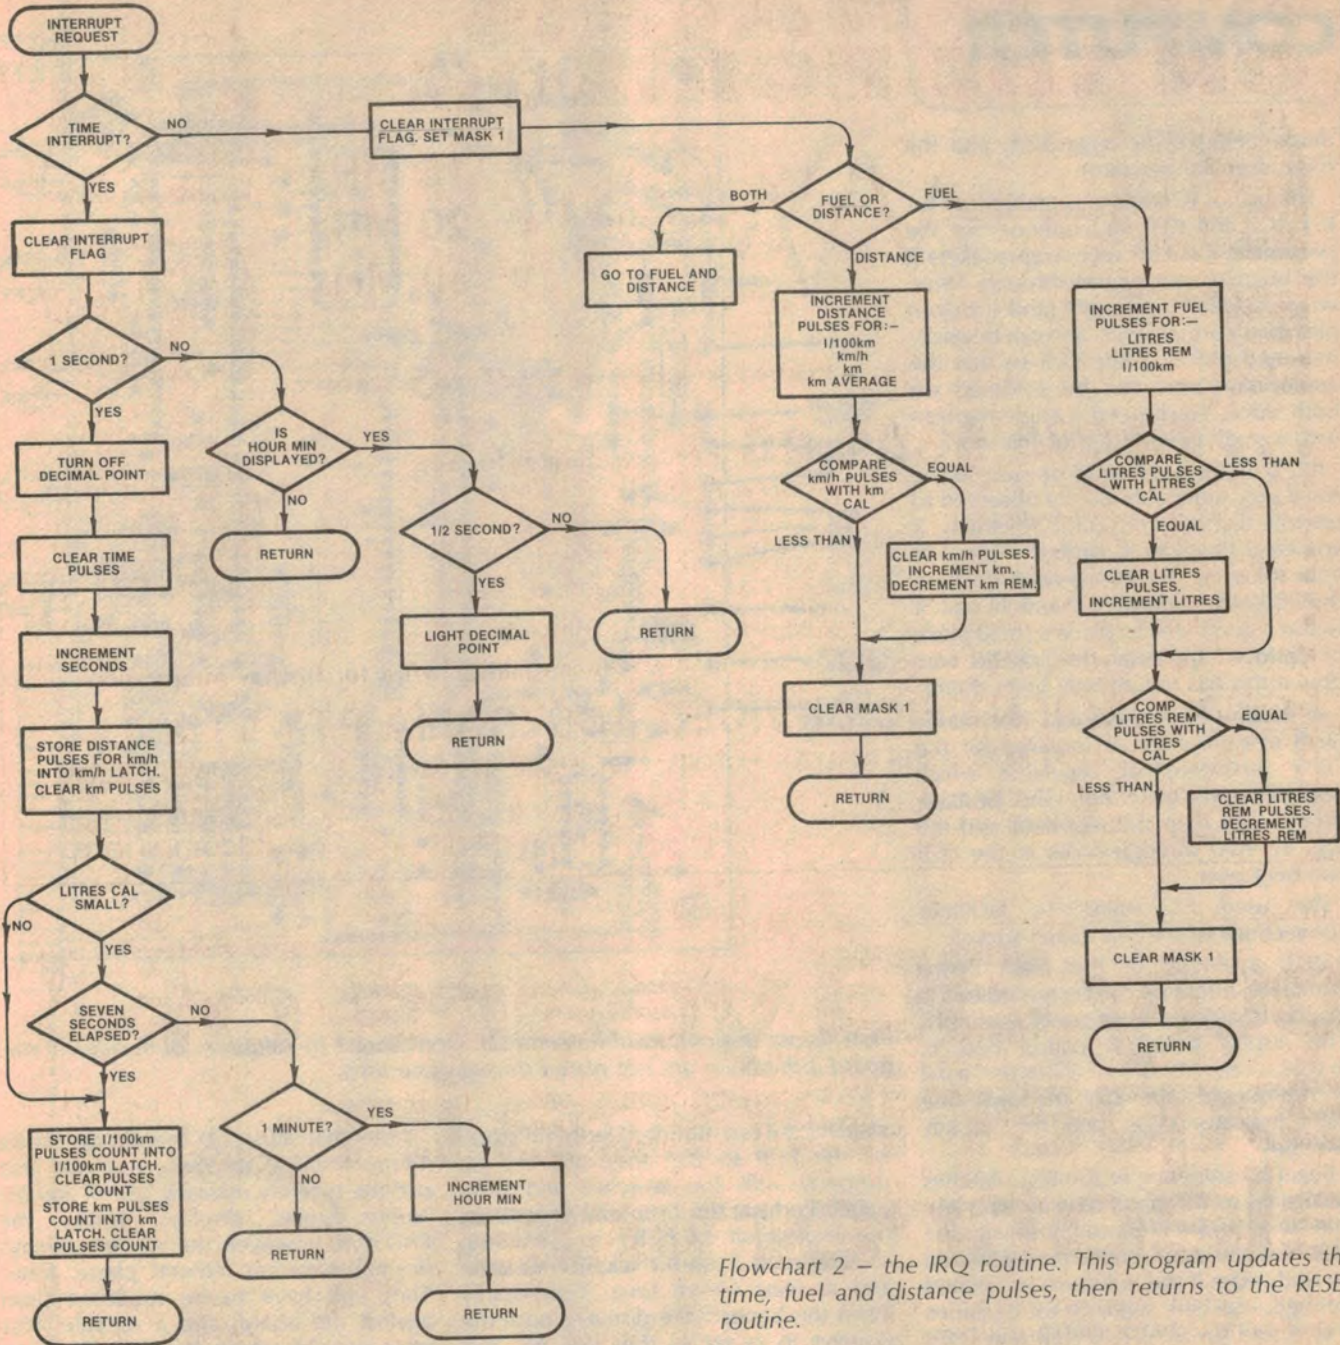 INTERRUPT
REQUEST
TIME
INTERRUPT?
NO
CLEAR INTERRUPT
FLAG. SET MASK 1
YES
CLEAR INTERRUPT
FLAG
FUEL OR
DISTANCE?
BOTH
FUEL
DISTANCE
GO TO FUEL AND
DISTANCE
INCREMENT
DISTANCE
PULSES FOR:—
l/100km
km/h
km
km AVERAGE
INCREMENT FUEL
PULSES FOR:—
LITRES
LITRES REM
l/100km
1 SECOND?
NO
YES
IS
HOUR MIN
DISPLAYED?
YES
NO
RETURN
1/2 SECOND?
NO
YES
RETURN
LIGHT DECIMAL
POINT
RETURN
TURN OFF
DECIMAL POINT
CLEAR TIME
PULSES
INCREMENT
SECONDS
STORE DISTANCE
PULSES FOR km/h
INTO km/h LATCH.
CLEAR km PULSES
COMPARE
km/h PULSES
WITH km
CAL
EQUAL
LESS THAN
CLEAR km/h PULSES.
INCREMENT km.
DECREMENT km REM.
CLEAR MASK 1
RETURN
COMPARE
LITRES PULSES
WITH LITRES
CAL
LESS THAN
EQUAL
CLEAR LITRES
PULSES.
INCREMENT LITRES
COMP
LITRES REM
PULSES WITH
LITRES
CAL
EQUAL
LESS THAN
CLEAR LITRES
REM PULSES.
DECREMENT
LITRES REM
CLEAR MASK 1
RETURN
LITRES CAL
SMALL?
NO
YES
SEVEN
SECONDS
ELAPSED?
NO
YES
1 MINUTE?
YES
NO
RETURN
INCREMENT
HOUR MIN
RETURN
STORE l/100km
PULSES COUNT INTO
l/100km LATCH.
CLEAR PULSES
COUNT
STORE km PULSES
COUNT INTO km
LATCH. CLEAR
PULSES COUNT
RETURN
Flowchart 2 – the IRQ routine. This program updates th
time, fuel and distance pulses, then returns to the RESE
routine.